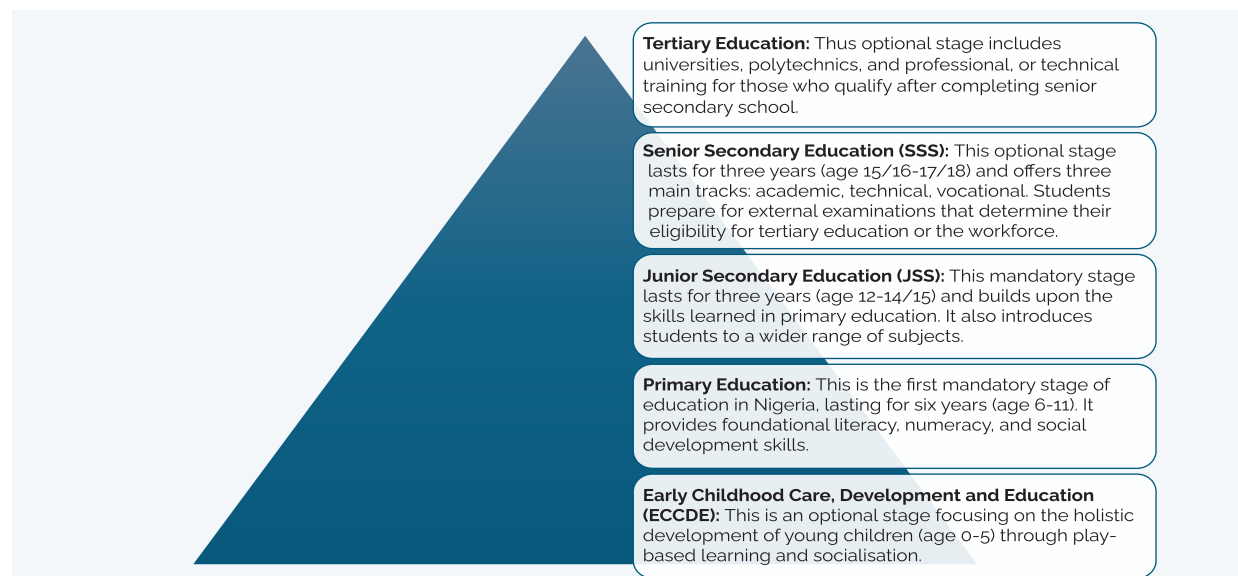 Tertiary Education: Thus optional stage includes
universities, polytechnics, and professional, or technical
training for those who qualify after completing senior
secondary school.
Senior Secondary Education (SSS): This optional stage
lasts for three years (age 15/16-17/18) and offers three
main tracks: academic, technical, vocational. Students
prepare for external examinations that determine their
eligibility for tertiary education or the workforce.
Junior Secondary Education (JSS): This mandatory stage
lasts for three years (age 12-14/15) and builds upon the
skills learned in primary education. It also introduces
students to a wider range of subjects.
Primary Education: This is the first mandatory stage of
education in Nigeria, lasting for six years (age 6-11). It
provides foundational literacy, numeracy, and social
development skills.
Early Childhood Care, Development and Education
(ECCDE): This is an optional stage focusing on the holistic
development of young children (age 0-5) through play-
based learning and socialisation.